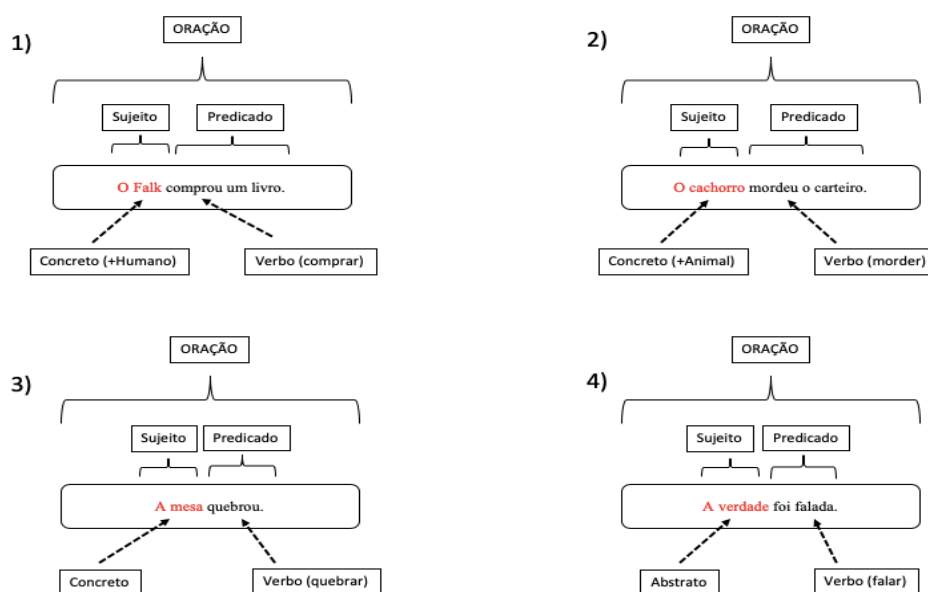 1)
ORAÇÃO
Sujeito Predicado
O Falk comprou um livro.
Concreto (+Humano) Verbo (comprar)
2)
ORAÇÃO
Sujeito Predicado
O cachorro mordeu o carteiro.
Concreto (+Animal) Verbo (morder)
3)
ORAÇÃO
Sujeito Predicado
A mesa quebrou.
Concreto Verbo (quebrar)
4)
ORAÇÃO
Sujeito Predicado
A verdade foi falada.
Abstrato Verbo (falar)